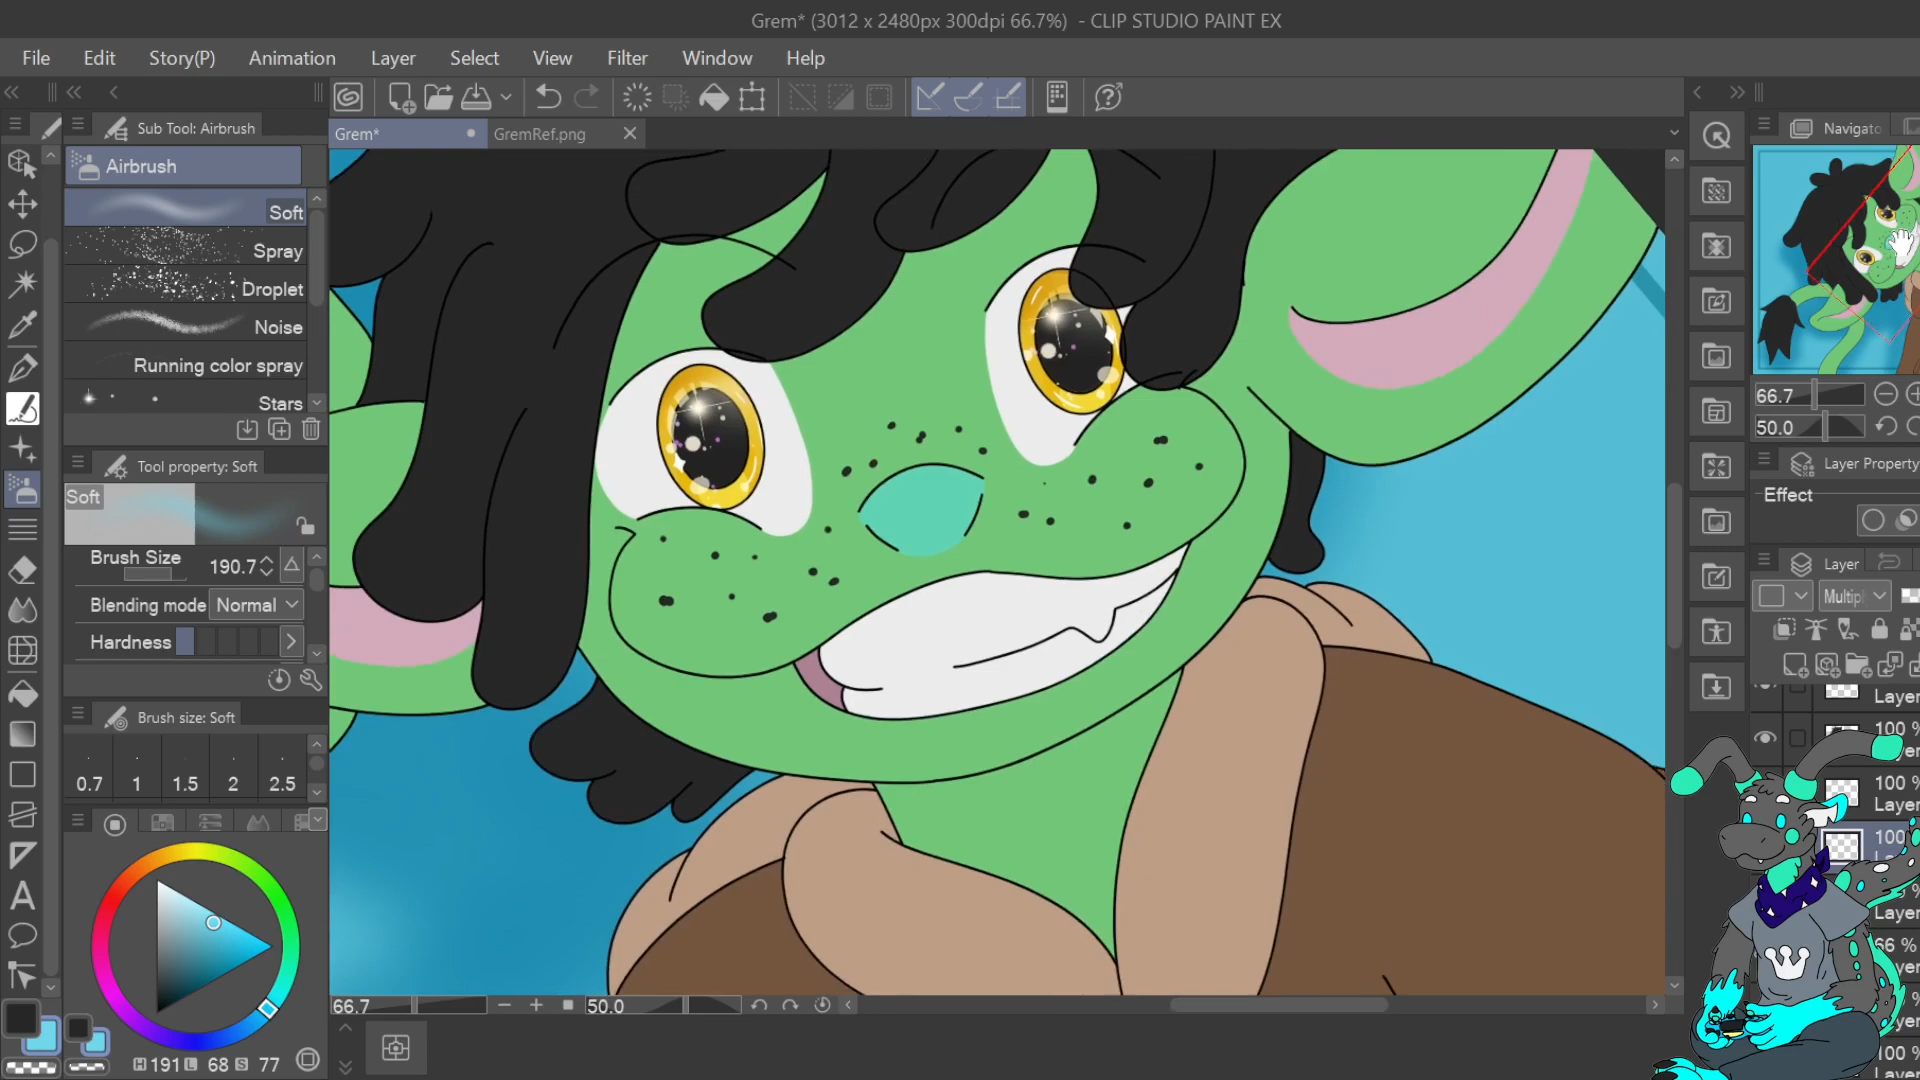 Grem* (3012 x 2480px 300dpi 66.7%) - CLIP STUDIO PAINT EX
File Edit Story(P) Animation Layer Select View Filter Window Help
Sub Tool: Airbrush
Grem*
GremRef.png
Navigato
Airbrush
Soft
Spray
Droplet
Noise
Running color spray
Stars
66.7
50.0
Tool property: Soft
Layer Property
Soft
Effect
Brush Size 190.7
Blending mode Normal
Hardness
Layer
Multipl
Layer
100 %
Layer
100 %
Layer
100
Layer
66 %
Layer
100 %
Brush size: Soft
0.7 1 1.5 2 2.5
66.7
50.0
H 191 L 68 S 77